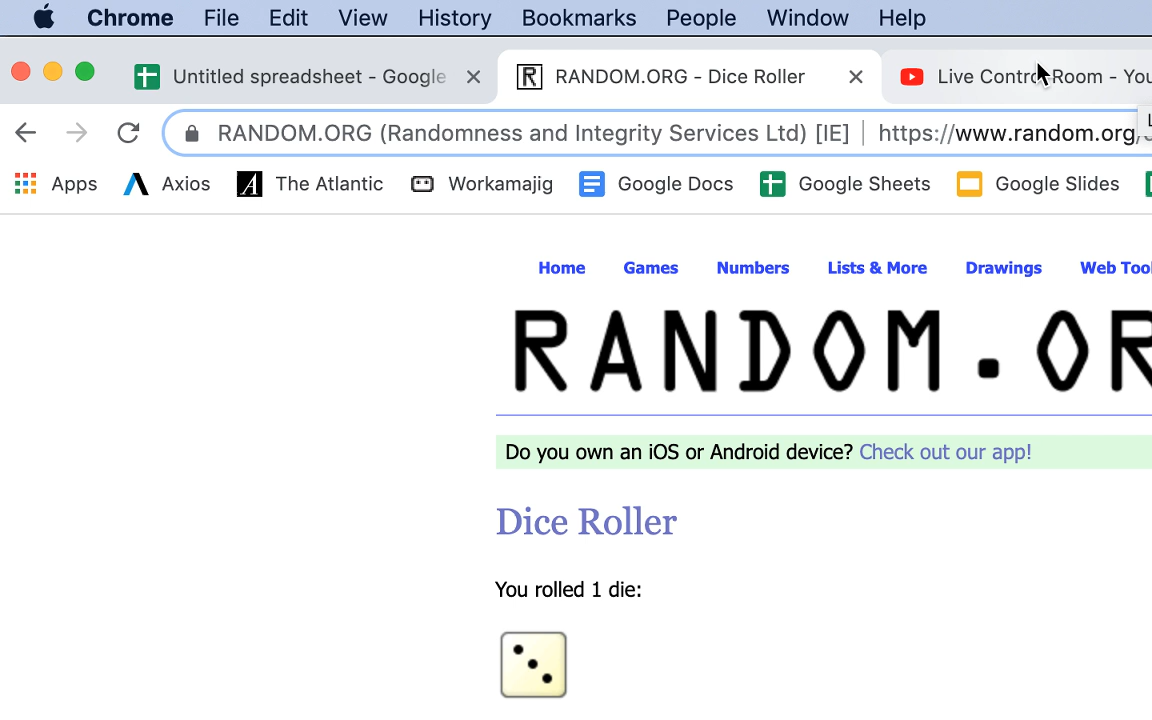 Chrome File Edit View History Bookmarks People Window Help
Untitled spreadsheet - Google RANDOM.ORG - Dice Roller Live Control Room - You
RANDOM.ORG (Randomness and Integrity Services Ltd) [IE] https://www.random.org/
Apps Axios The Atlantic Workamajig Google Docs Google Sheets Google Slides
Home Games Numbers Lists & More Drawings Web Tool
RANDOM.OR
Do you own an iOS or Android device? Check out our app!
Dice Roller
You rolled 1 die: